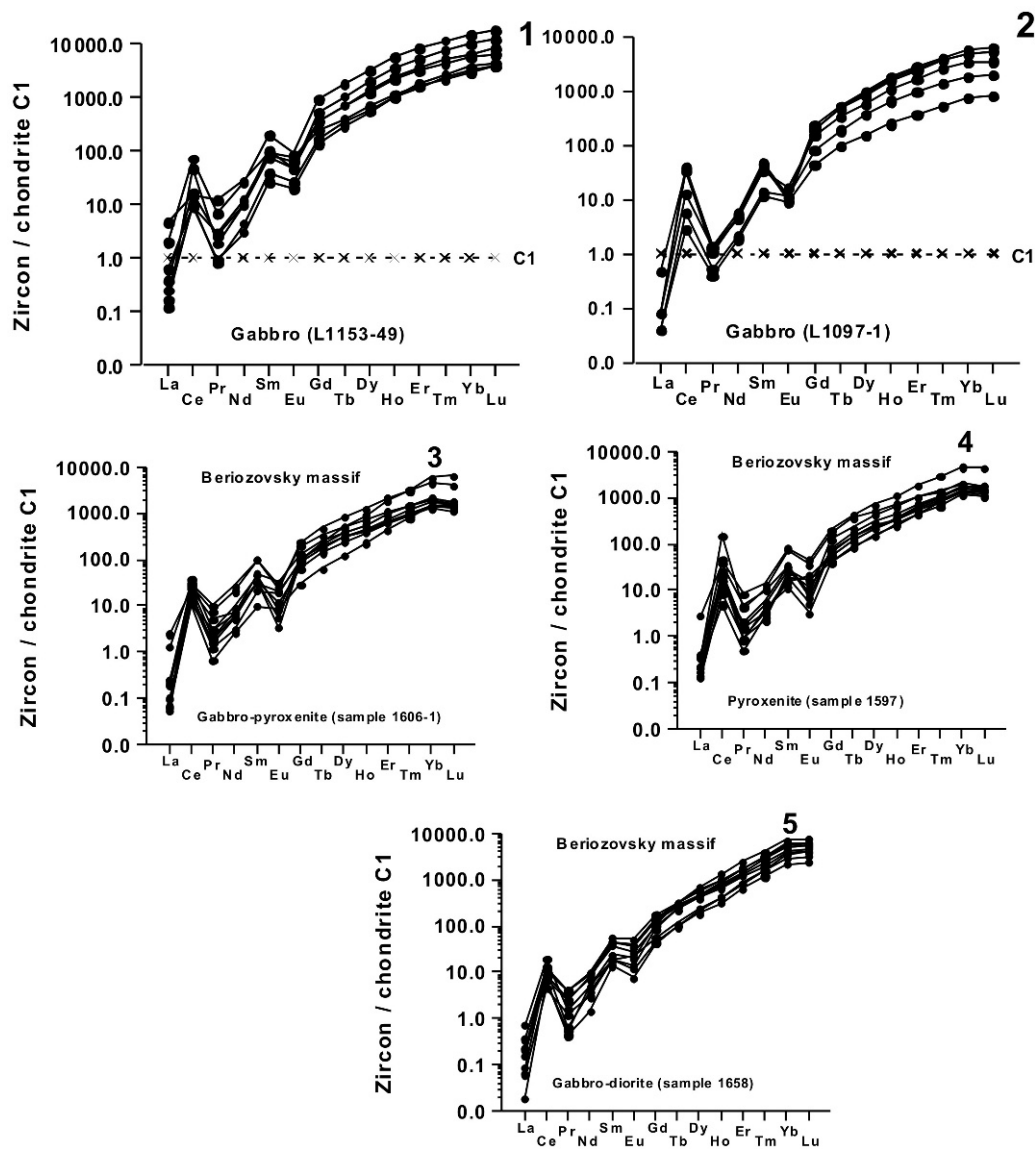 1
Zircon / chondrite C1
10000.0
1000.0
100.0
10.0
1.0
0.1
0.0
C1
Gabbro (L1153-49)
La Ce Pr Nd Sm Eu Gd Tb Dy Ho Er Tm Yb Lu
2
10000.0
1000.0
100.0
10.0
1.0
0.1
0.0
C1
Gabbro (L1097-1)
La Ce Pr Nd Sm Eu Gd Tb Dy Ho Er Tm Yb Lu
3
Beriozovsky massif
Zircon / chondrite C1
10000.0
1000.0
100.0
10.0
1.0
0.1
0.0
Gabbro-pyroxenite (sample 1606-1)
La Ce Pr Nd Sm Eu Gd Tb Dy Ho Er Tm Yb Lu
4
Beriozovsky massif
Zircon / chondrite C1
10000.0
1000.0
100.0
10.0
1.0
0.1
0.0
Pyroxenite (sample 1597)
La Ce Pr Nd Sm Eu Gd Tb Dy Ho Er Tm Yb Lu
5
Beriozovsky massif
Zircon / chondrite C1
10000.0
1000.0
100.0
10.0
1.0
0.1
0.0
Gabbro-diorite (sample 1658)
La Ce Pr Nd Sm Eu Gd Tb Dy Ho Er Tm Yb Lu